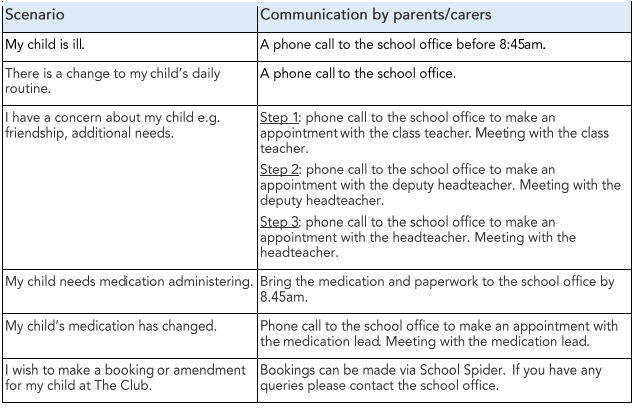 Scenario
Communication by parents/carers
My child is ill.
A phone call to the school office before 8:45am.
There is a change to my child's daily
routine.
A phone call to the school office.
I have a concern about my child e.g.
friendship, additional needs.
Step 1: phone call to the school office to make an
appointment with the class teacher. Meeting with the class
teacher.
Step 2: phone call to the school office to make an
appointment with the deputy headteacher. Meeting with the
deputy headteacher.
Step 3: phone call to the school office to make an
appointment with the headteacher. Meeting with the
headteacher.
My child needs medication administering.
Bring the medication and paperwork to the school office by
8.45am.
My child's medication has changed.
Phone call to the school office to make an appointment with
the medication lead. Meeting with the medication lead.
I wish to make a booking or amendment
for my child at The Club.
Bookings can be made via School Spider. If you have any
queries please contact the school office.